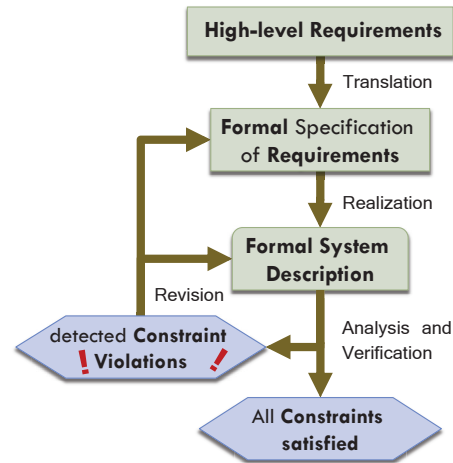 High-level Requirements
Translation
Formal Specification
of Requirements
Realization
Formal System
Description
Revision
Analysis and
Verification
detected Constraint
! Violations !
All Constraints
satisfied